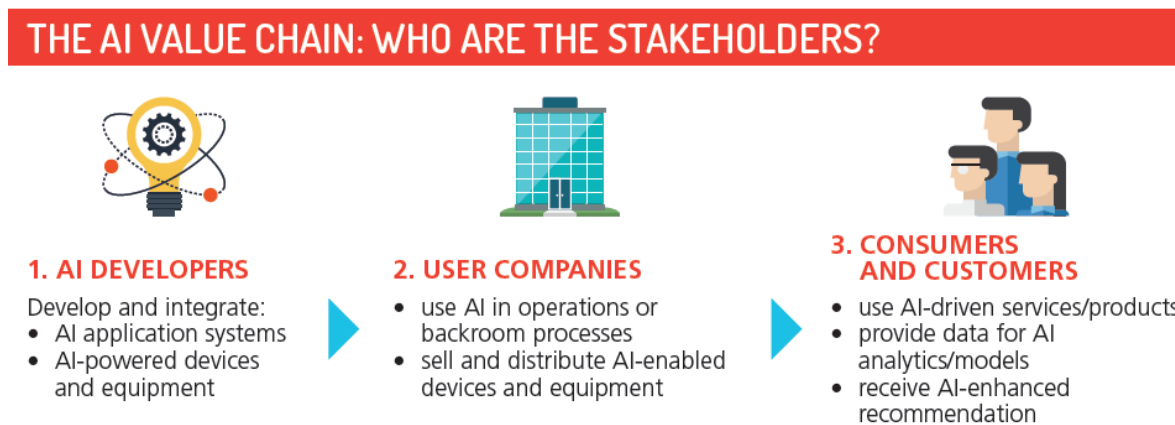 THE AI VALUE CHAIN: WHO ARE THE STAKEHOLDERS?
1. AI DEVELOPERS
Develop and integrate:
• AI application systems
• AI-powered devices
and equipment
2. USER COMPANIES
• use AI in operations or
backroom processes
• sell and distribute AI-enabled
devices and equipment
3. CONSUMERS
AND CUSTOMERS
• use AI-driven services/products
• provide data for AI
analytics/models
• receive AI-enhanced
recommendation